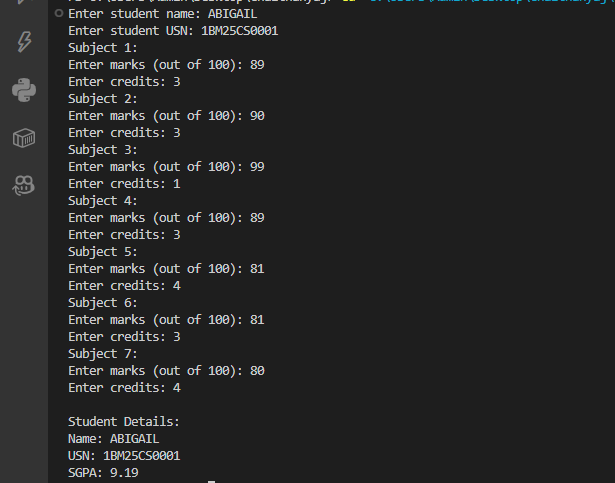 Enter student name: ABIGAIL
Enter student USN: 1BM25CS0001
Subject 1:
Enter marks (out of 100): 89
Enter credits: 3
Subject 2:
Enter marks (out of 100): 90
Enter credits: 3
Subject 3:
Enter marks (out of 100): 99
Enter credits: 1
Subject 4:
Enter marks (out of 100): 89
Enter credits: 3
Subject 5:
Enter marks (out of 100): 81
Enter credits: 4
Subject 6:
Enter marks (out of 100): 81
Enter credits: 3
Subject 7:
Enter marks (out of 100): 80
Enter credits: 4
Student Details:
Name: ABIGAIL
USN: 1BM25CS0001
SGPA: 9.19